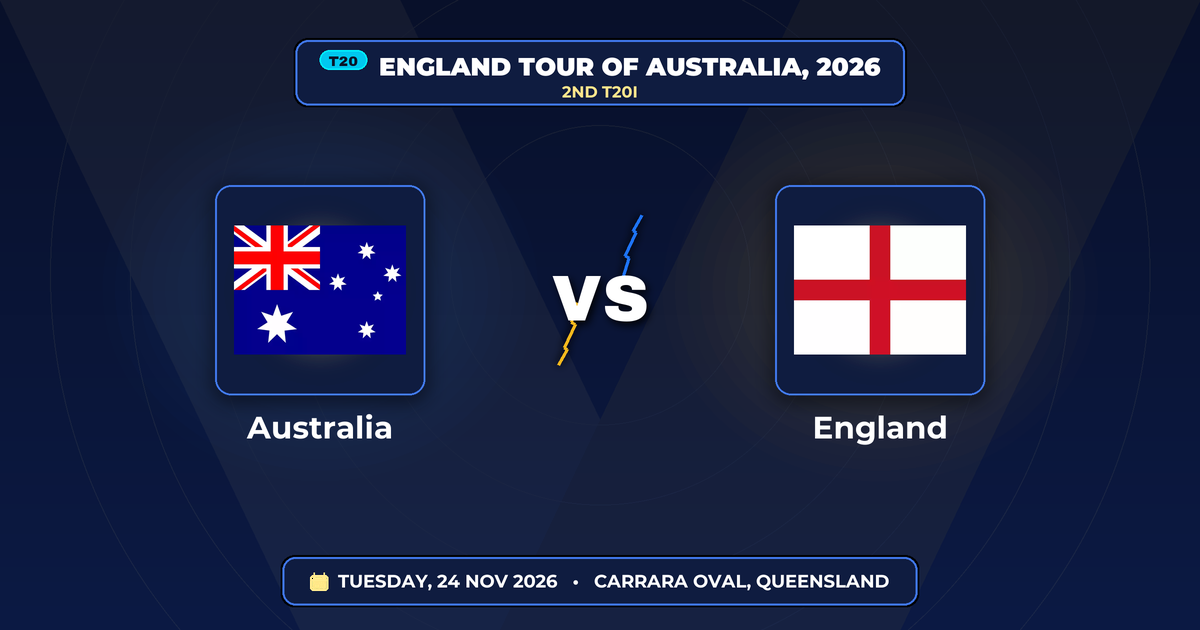 T20 ENGLAND TOUR OF AUSTRALIA, 2026
2ND T20I
VS
Australia
England
TUESDAY, 24 NOV 2026 • CARRARA OVAL, QUEENSLAND